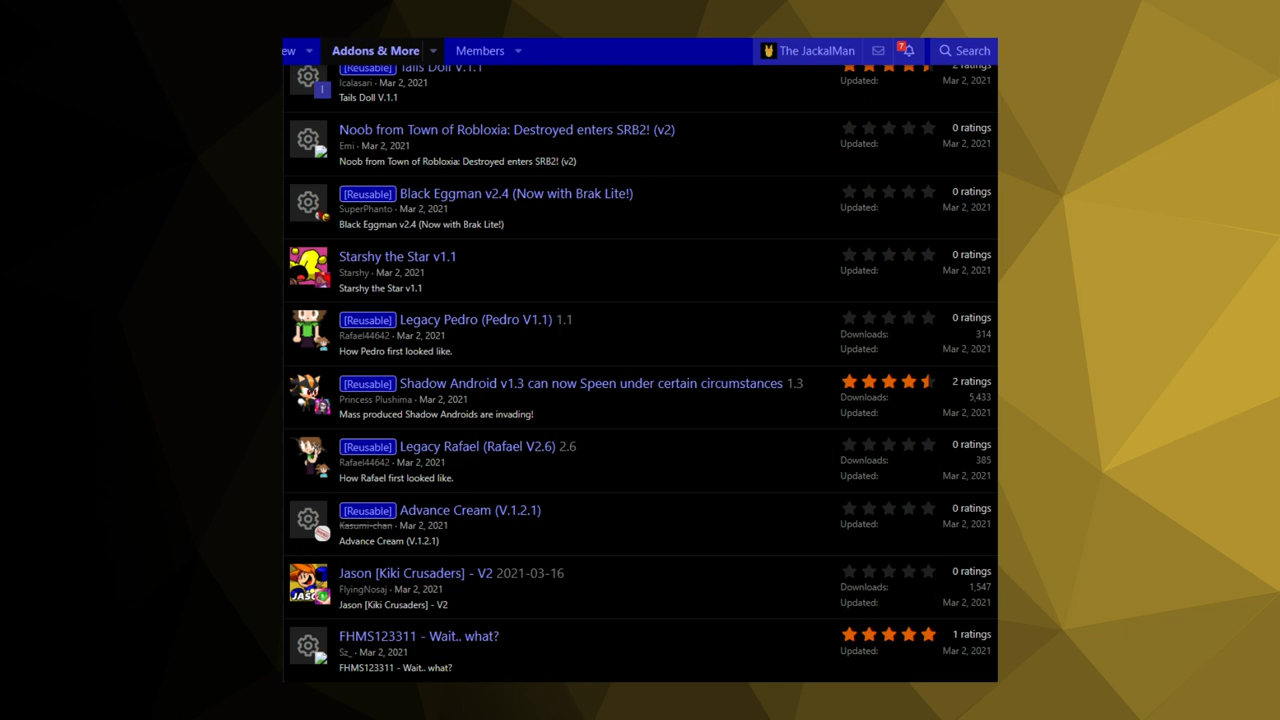 ew Addons & More Members The JackalMan 7 Search
[Reusable] Tails Doll V.1.1 2 ratings
Icalasari · Mar 2, 2021 Updated: Mar 2, 2021
Tails Doll V.1.1
Noob from Town of Robloxia: Destroyed enters SRB2! (v2) 0 ratings
Emi · Mar 2, 2021 Updated: Mar 2, 2021
Noob from Town of Robloxia: Destroyed enters SRB2! (v2)
[Reusable] Black Eggman v2.4 (Now with Brak Lite!) 0 ratings
SuperPhanto · Mar 2, 2021 Updated: Mar 2, 2021
Black Eggman v2.4 (Now with Brak Lite!)
Starshy the Star v1.1 0 ratings
Starshy · Mar 2, 2021 Updated: Mar 2, 2021
Starshy the Star v1.1
[Reusable] Legacy Pedro (Pedro V1.1) 1.1 0 ratings
Rafael44642 · Mar 2, 2021 Downloads: 314
How Pedro first looked like. Updated: Mar 2, 2021
[Reusable] Shadow Android v1.3 can now Speen under certain circumstances 1.3 2 ratings
Princess Plushima · Mar 2, 2021 Downloads: 5,433
Mass produced Shadow Androids are invading! Updated: Mar 2, 2021
[Reusable] Legacy Rafael (Rafael V2.6) 2.6 0 ratings
Rafael44642 · Mar 2, 2021 Downloads: 385
How Rafael first looked like. Updated: Mar 2, 2021
[Reusable] Advance Cream (V.1.2.1) 0 ratings
Kasumi-chan · Mar 2, 2021 Updated: Mar 2, 2021
Advance Cream (V.1.2.1)
Jason [Kiki Crusaders] - V2 2021-03-16 0 ratings
FlyingNosaj · Mar 2, 2021 Downloads: 1,547
Jason [Kiki Crusaders] - V2 Updated: Mar 2, 2021
FHMS123311 - Wait.. what? 1 ratings
Sz_ · Mar 2, 2021 Updated: Mar 2, 2021
FHMS123311 - Wait.. what?